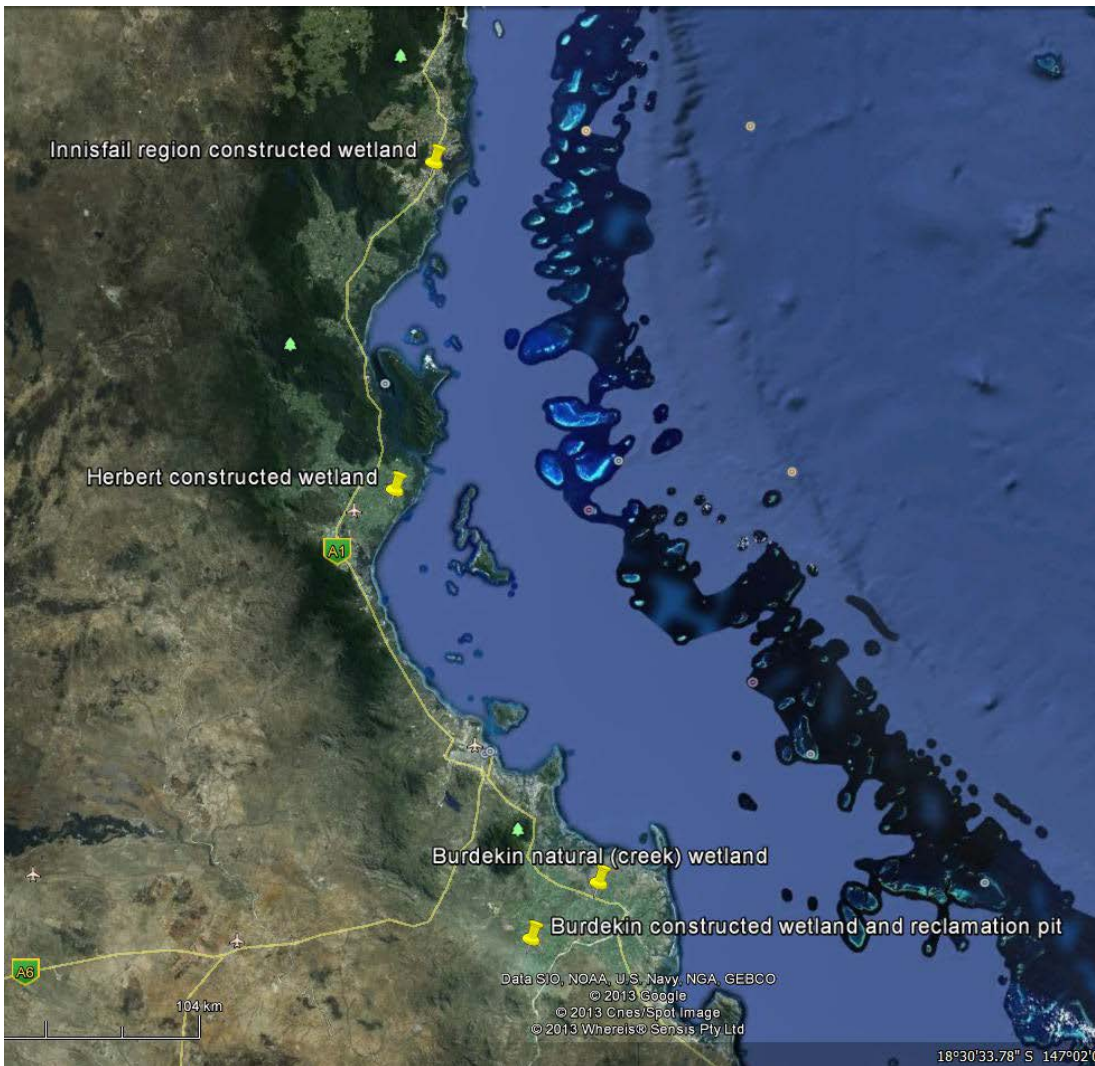 Innisfail region constructed wetland
Herbert constructed wetland
A1
Burdekin natural (creek) wetland
Burdekin constructed wetland and reclamation pit
A6
104 km
Data SIO, NOAA, U.S. Navy, NGA, GEBCO
© 2013 Google
© 2013 Cnes/Spot Image
© 2013 Whereis® Sensis Pty Ltd
18°30'33.78" S 147°02'0